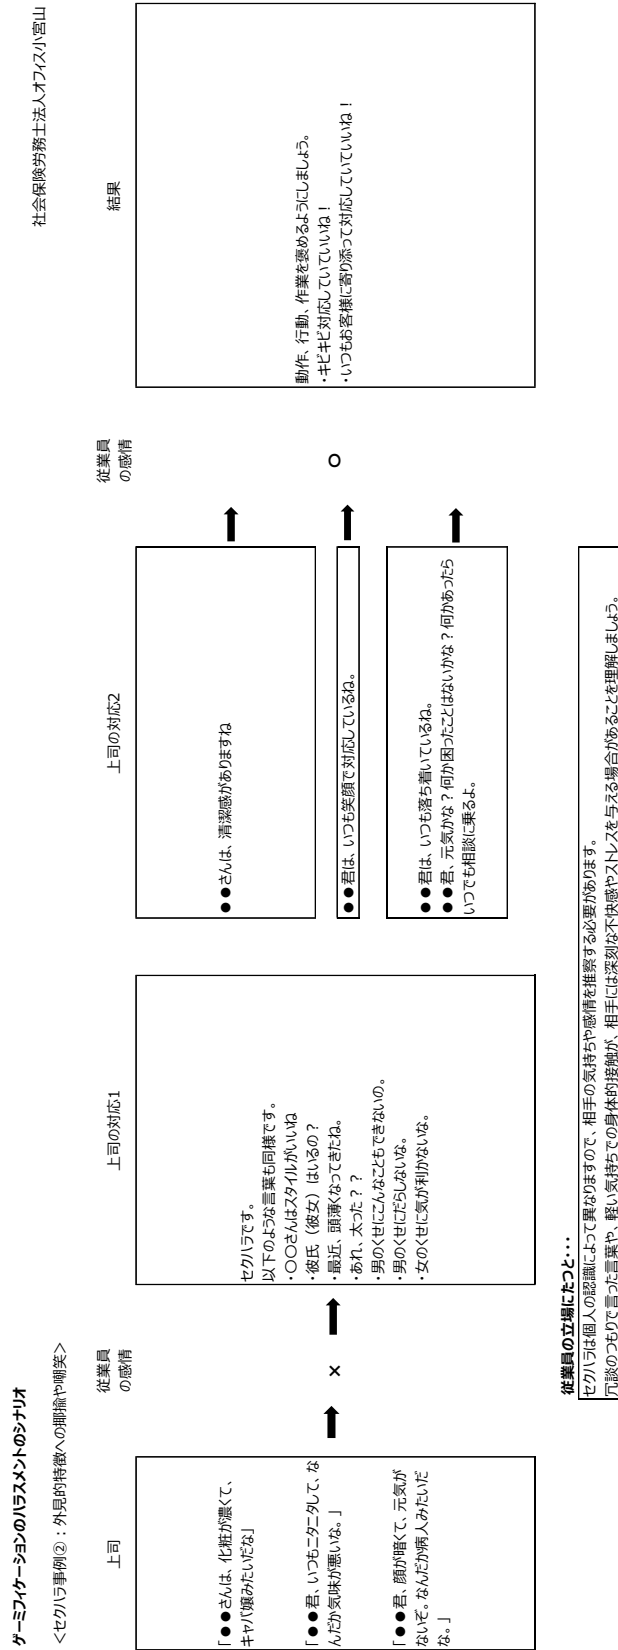 社会保険労務士法人オフィス小宮山
ゲーミフィケーションのハラスメントのシナリオ
<セクハラ事例②：外見的特徴への揶揄や嘲笑>
上司
従業員
の感情
上司の対応1
上司の対応2
従業員
の感情
結果
「●●さんは、化粧が濃くて、
キャバ嬢みたいだな」
「●●君、いつもニタニタして、な
んだか気味が悪いな。」
「●●君、顔が暗くて、元気が
ないぞ。なんだか病人みたいだ
な。」
×
セクハラです。
以下のような言葉も同様です。
・〇〇さんはスタイルがいいね
・彼氏（彼女）はいるの？
・最近、頭薄くなってきたね。
・あれ、太った？？
・男のくせにこんなこともできないの。
・男のくせにだらしないな。
・女のくせに気が利かないな。
●●さんは、清潔感がありますね
●●君は、いつも笑顔で対応しているね。
●●君は、いつも落ち着いているね。
●●君、元気かな？何か困ったことはないかな？何かあったら
いつでも相談に乗るよ。
○
動作、行動、作業を褒めるようにしましょう。
・キビキビ対応していていいね！
・いつもお客様に寄り添って対応していていいね！
従業員の立場にたつと・・・
セクハラは個人の認識によって異なりますので、相手の気持ちや感情を推察する必要があります。
冗談のつもりで言った言葉や、軽い気持ちでの身体的接触が、相手には深刻な不快感やストレスを与える場合があることを理解しましょう。